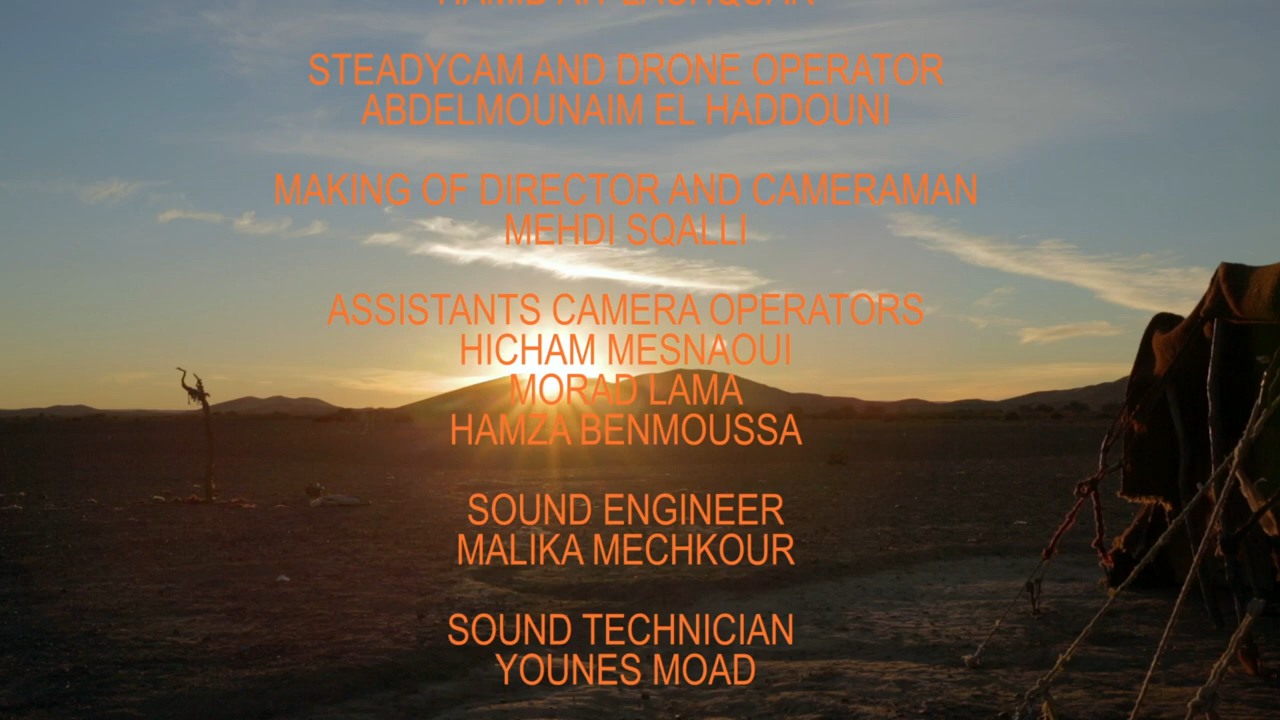 STEADYCAM AND DRONE OPERATOR
ABDELMOUNAIM EL HADDOUNI
MAKING OF DIRECTOR AND CAMERAMAN
MEHDI SQALLI
ASSISTANTS CAMERA OPERATORS
HICHAM MESNAOUI
MORAD LAMA
HAMZA BENMOUSSA
SOUND ENGINEER
MALIKA MECHKOUR
SOUND TECHNICIAN
YOUNES MOAD